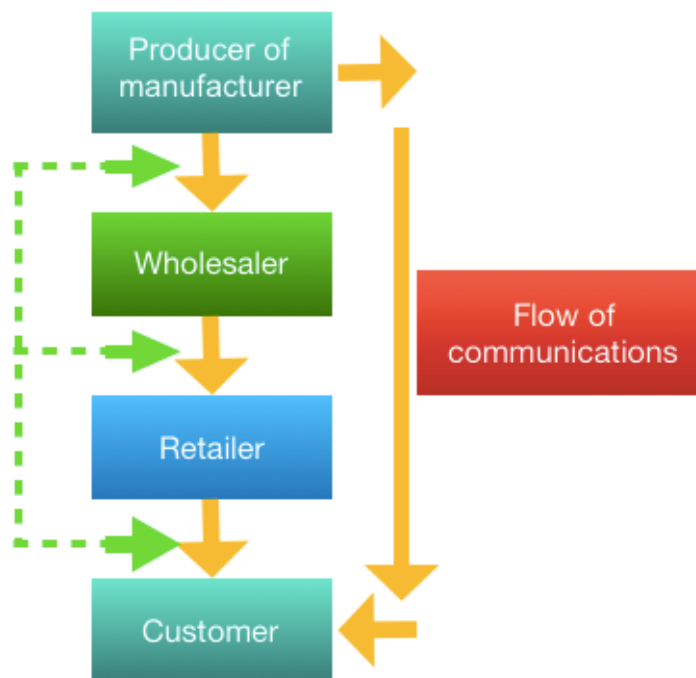 Producer of
manufacturer
Wholesaler
Flow of
communications
Retailer
Customer